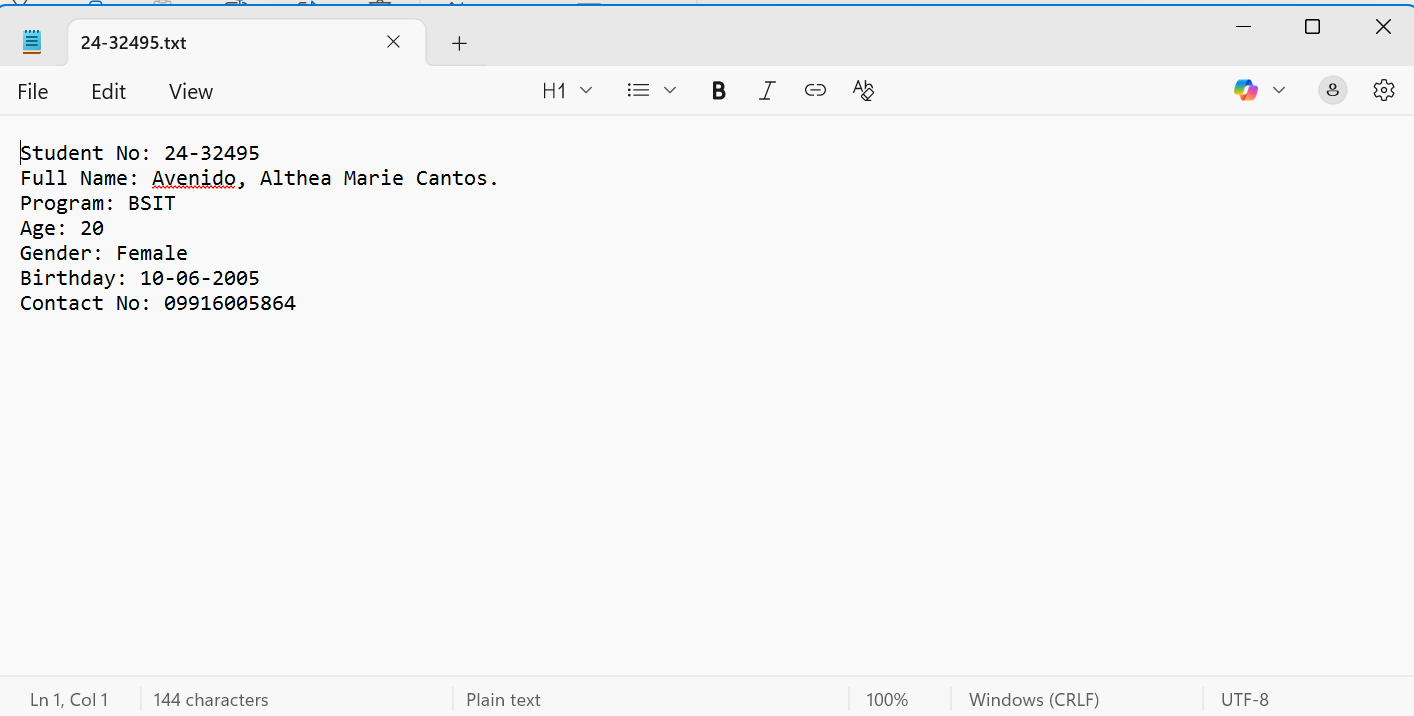 24-32495.txt
File Edit View H1 B I
Student No: 24-32495
Full Name: Avenido, Althea Marie Cantos.
Program: BSIT
Age: 20
Gender: Female
Birthday: 10-06-2005
Contact No: 09916005864
Ln 1, Col 1 144 characters Plain text 100% Windows (CRLF) UTF-8